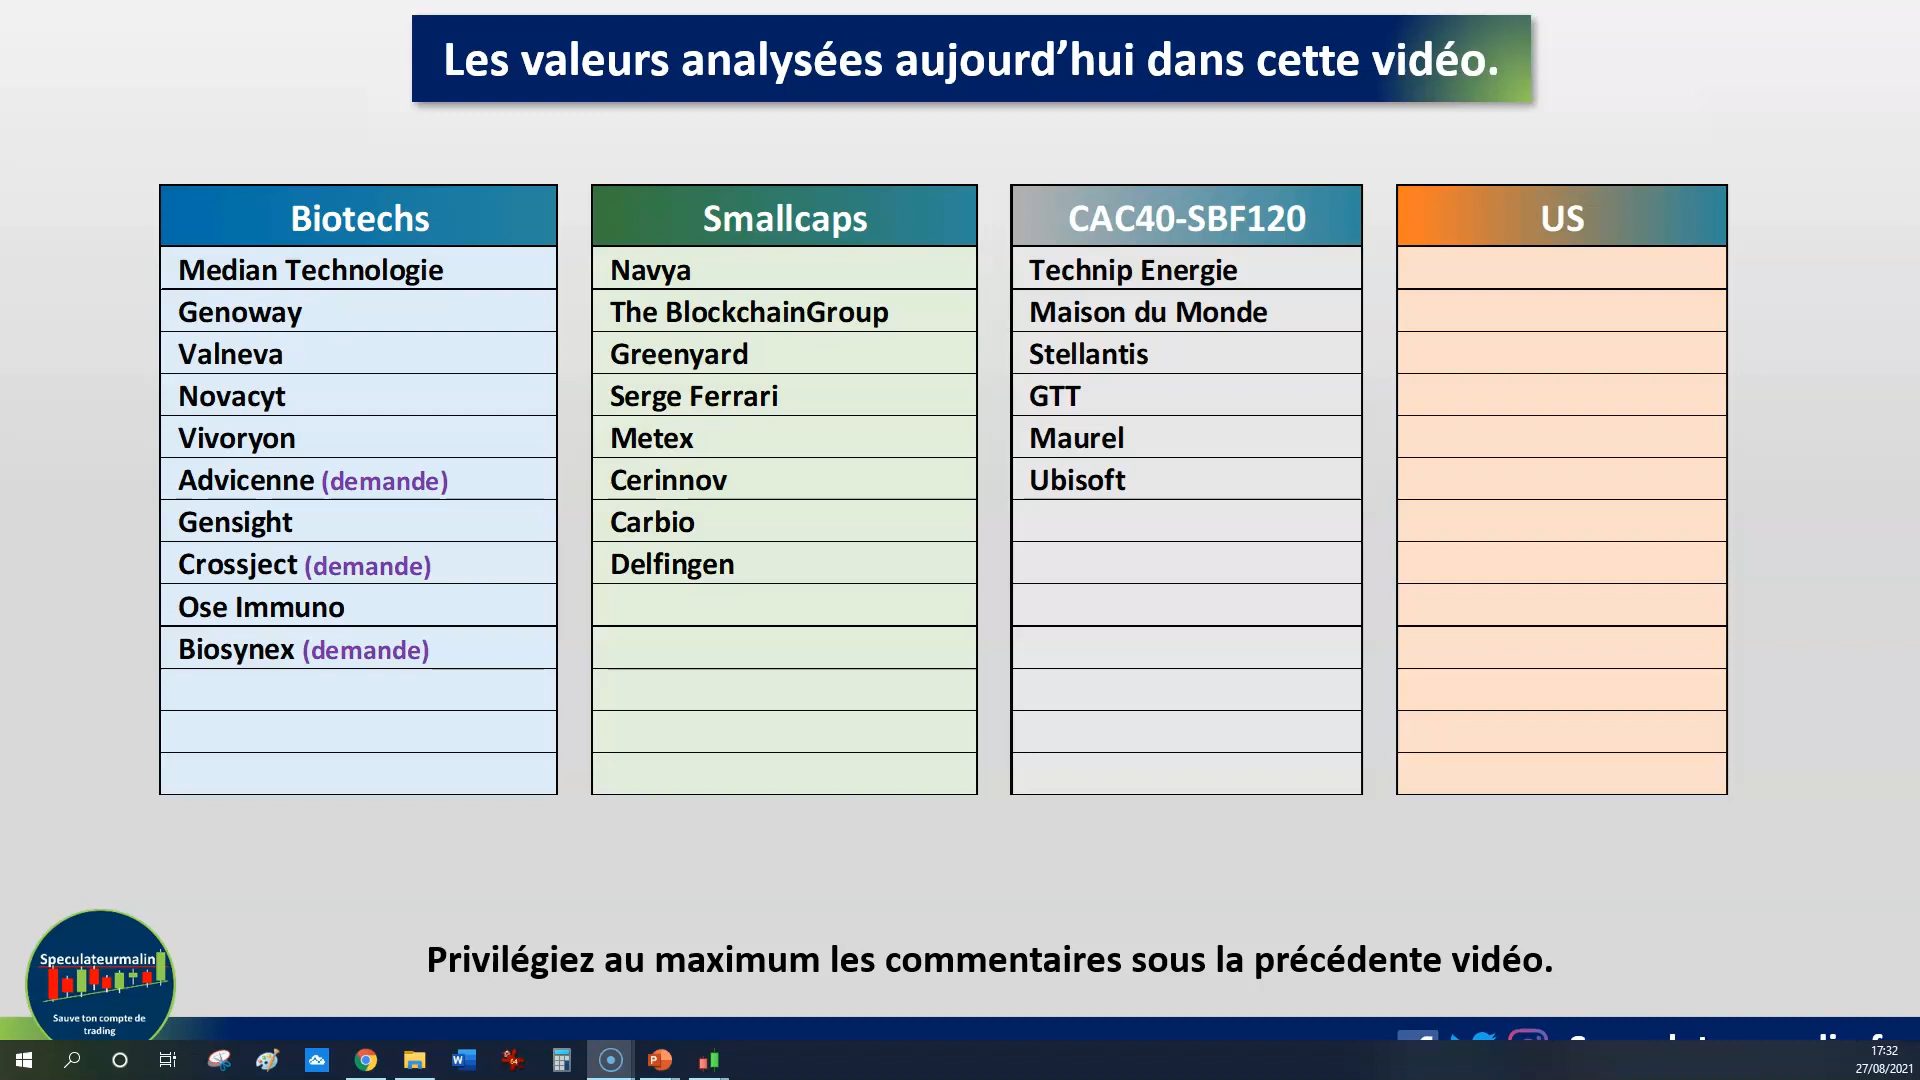 Les valeurs analysées aujourd’hui dans cette vidéo.
Biotechs
Median Technologie
Genoway
Valneva
Novacyt
Vivoryon
Advicenne (demande)
Gensight
Crossject (demande)
Ose Immuno
Biosynex (demande)
Smallcaps
Navya
The BlockchainGroup
Greenyard
Serge Ferrari
Metex
Cerinnov
Carbio
Delfingen
CAC40-SBF120
Technip Energie
Maison du Monde
Stellantis
GTT
Maurel
Ubisoft
US
Privilégiez au maximum les commentaires sous la précédente vidéo.
Speculateurmalin
Sauve ton compte de
trading
17:32
27/08/2021